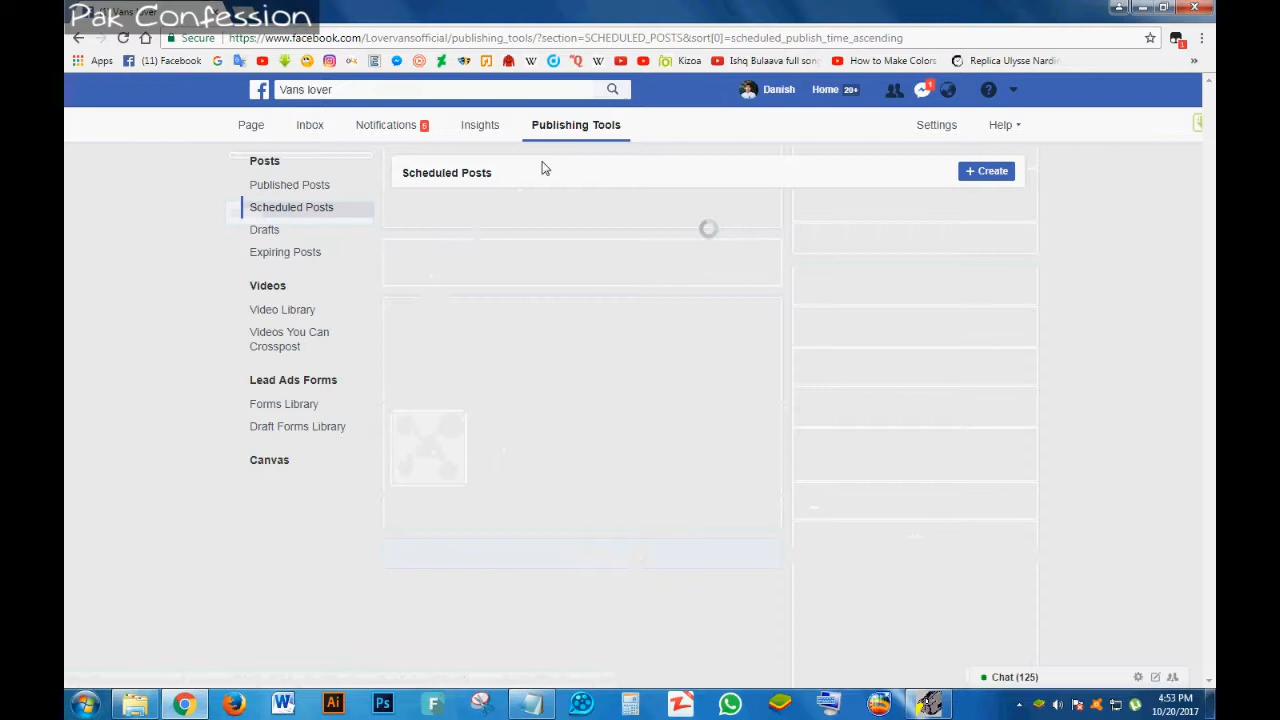 Pak Confession
Secure https://www.facebook.com/Lovervansofficial/publishing_tools/?section=SCHEDULED_POSTS&sort[0]=scheduled_publish_time_ascending
1
Apps (11) Facebook Kizoa Ishq Bulaava full song How to Make Colors Replica Ulysse Nardin »
Vans lover Danish Home 20+ 1
Page Inbox Notifications 5 Insights Publishing Tools Settings Help
Posts
Scheduled Posts + Create
Published Posts
Scheduled Posts
Drafts
Expiring Posts
Videos
Video Library
Videos You Can
Crosspost
Lead Ads Forms
Forms Library
Draft Forms Library
Canvas
Chat (125)
4:53 PM
10/20/2017